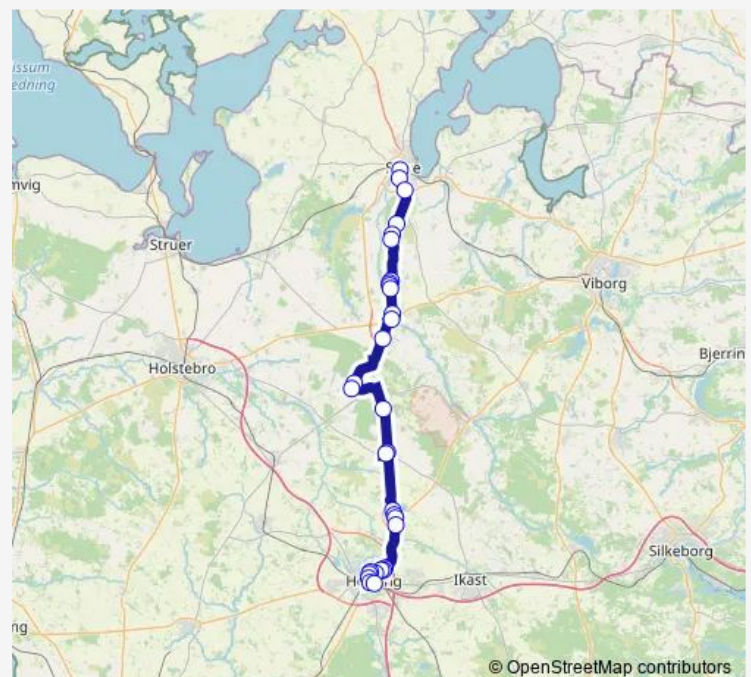 issum
edning
mvig
Struer
Viborg
Bjerrin
Holstebro
Silkeborg
Ikast
ng
© OpenStreetMap contributors